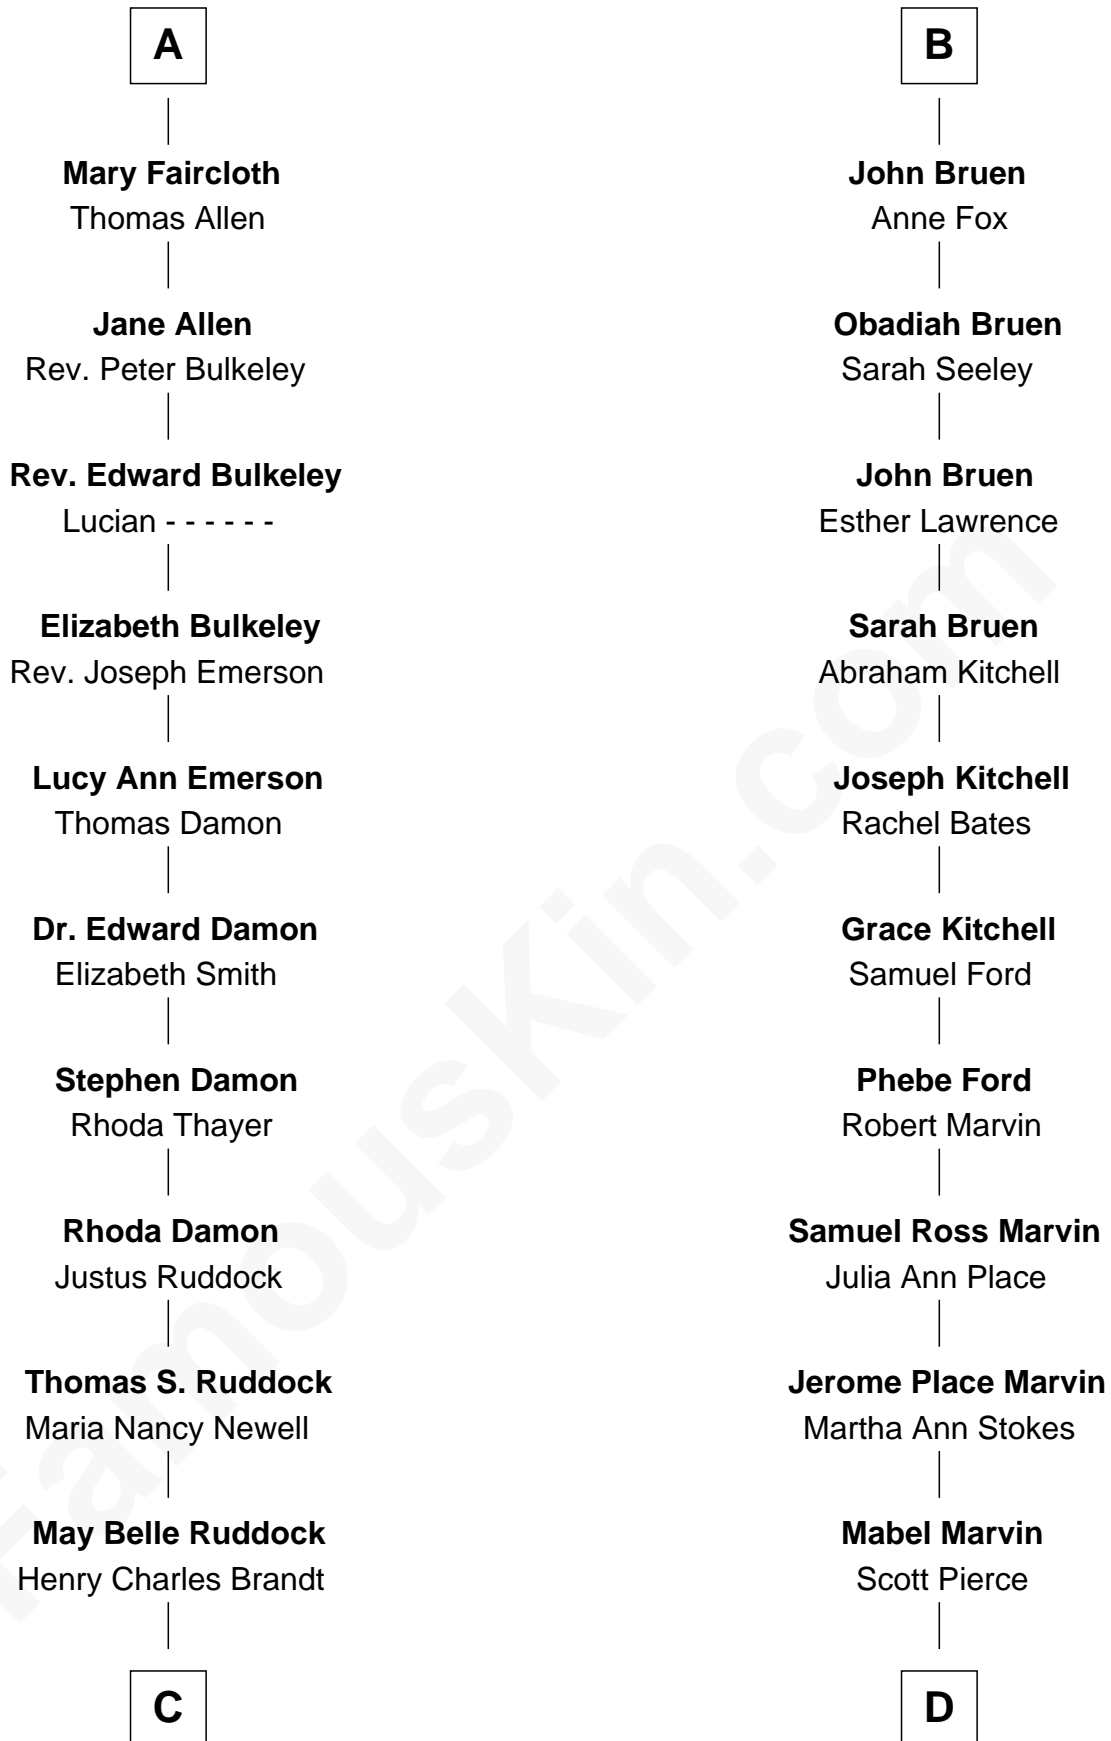 A
Mary Faircloth
Thomas Allen
Jane Allen
Rev. Peter Bulkeley
Rev. Edward Bulkeley
Lucian - - - - - -
Elizabeth Bulkeley
Rev. Joseph Emerson
Lucy Ann Emerson
Thomas Damon
Dr. Edward Damon
Elizabeth Smith
Stephen Damon
Rhoda Thayer
Rhoda Damon
Justus Ruddock
Thomas S. Ruddock
Maria Nancy Newell
May Belle Ruddock
Henry Charles Brandt
C
B
John Bruen
Anne Fox
Obadiah Bruen
Sarah Seeley
John Bruen
Esther Lawrence
Sarah Bruen
Abraham Kitchell
Joseph Kitchell
Rachel Bates
Grace Kitchell
Samuel Ford
Phebe Ford
Robert Marvin
Samuel Ross Marvin
Julia Ann Place
Jerome Place Marvin
Martha Ann Stokes
Mabel Marvin
Scott Pierce
D
FamousKin.com